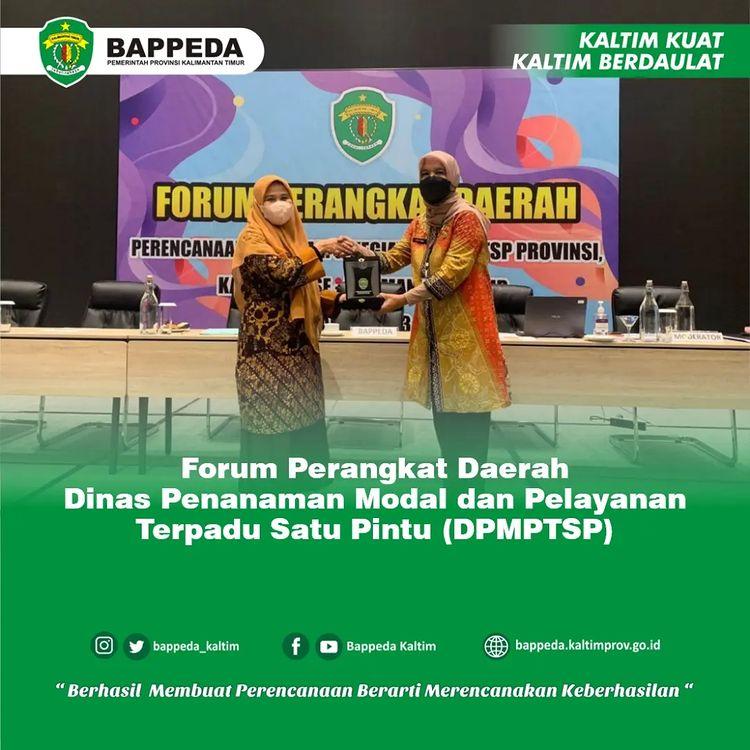 BAPPEDA
PEMERINTAH PROVINSI KALIMANTAN TIMUR
KALTIM KUAT
KALTIM BERDAULAT
FORUM PERANGKAT DAERAH
PERENCANAAN
TSP PROVINSI,
BAPPEDA
MODERATOR
Forum Perangkat Daerah
Dinas Penanaman Modal dan Pelayanan
Terpadu Satu Pintu (DPMPTSP)
bappeda_kaltim
Bappeda Kaltim
bappeda.kaltimprov.go.id
“ Berhasil Membuat Perencanaan Berarti Merencanakan Keberhasilan “